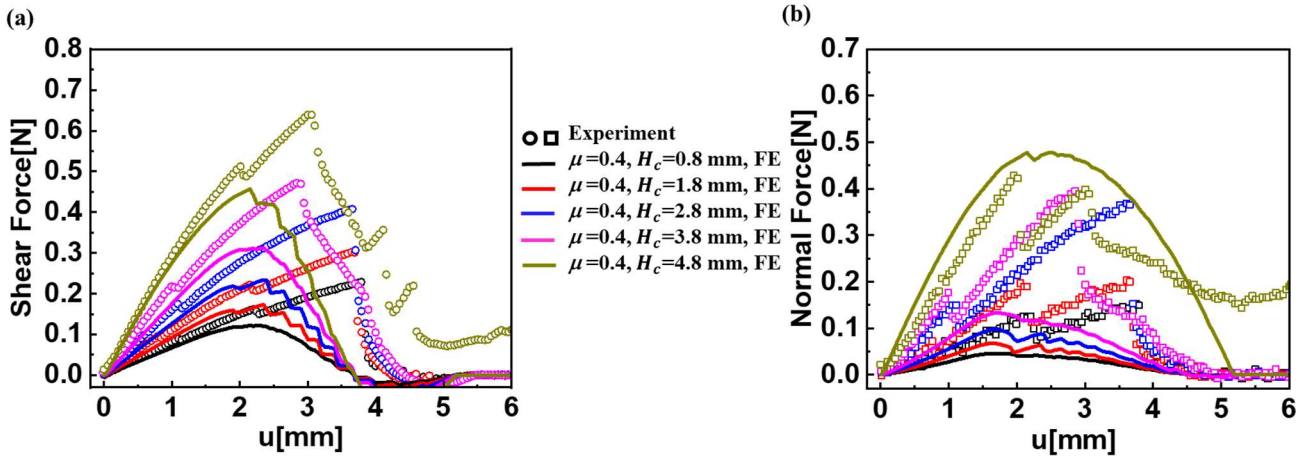 (a)
0.8
0.7
0.6
0.5
0.4
0.3
0.2
0.1
0.0
Shear Force[N]
0 1 2 3 4 5 6
u[mm]
Experiment
μ=0.4, Hc=0.8 mm, FE
μ=0.4, Hc=1.8 mm, FE
μ=0.4, Hc=2.8 mm, FE
μ=0.4, Hc=3.8 mm, FE
μ=0.4, Hc=4.8 mm, FE
(b)
0.7
0.6
0.5
0.4
0.3
0.2
0.1
0.0
Normal Force[N]
0 1 2 3 4 5 6
u[mm]